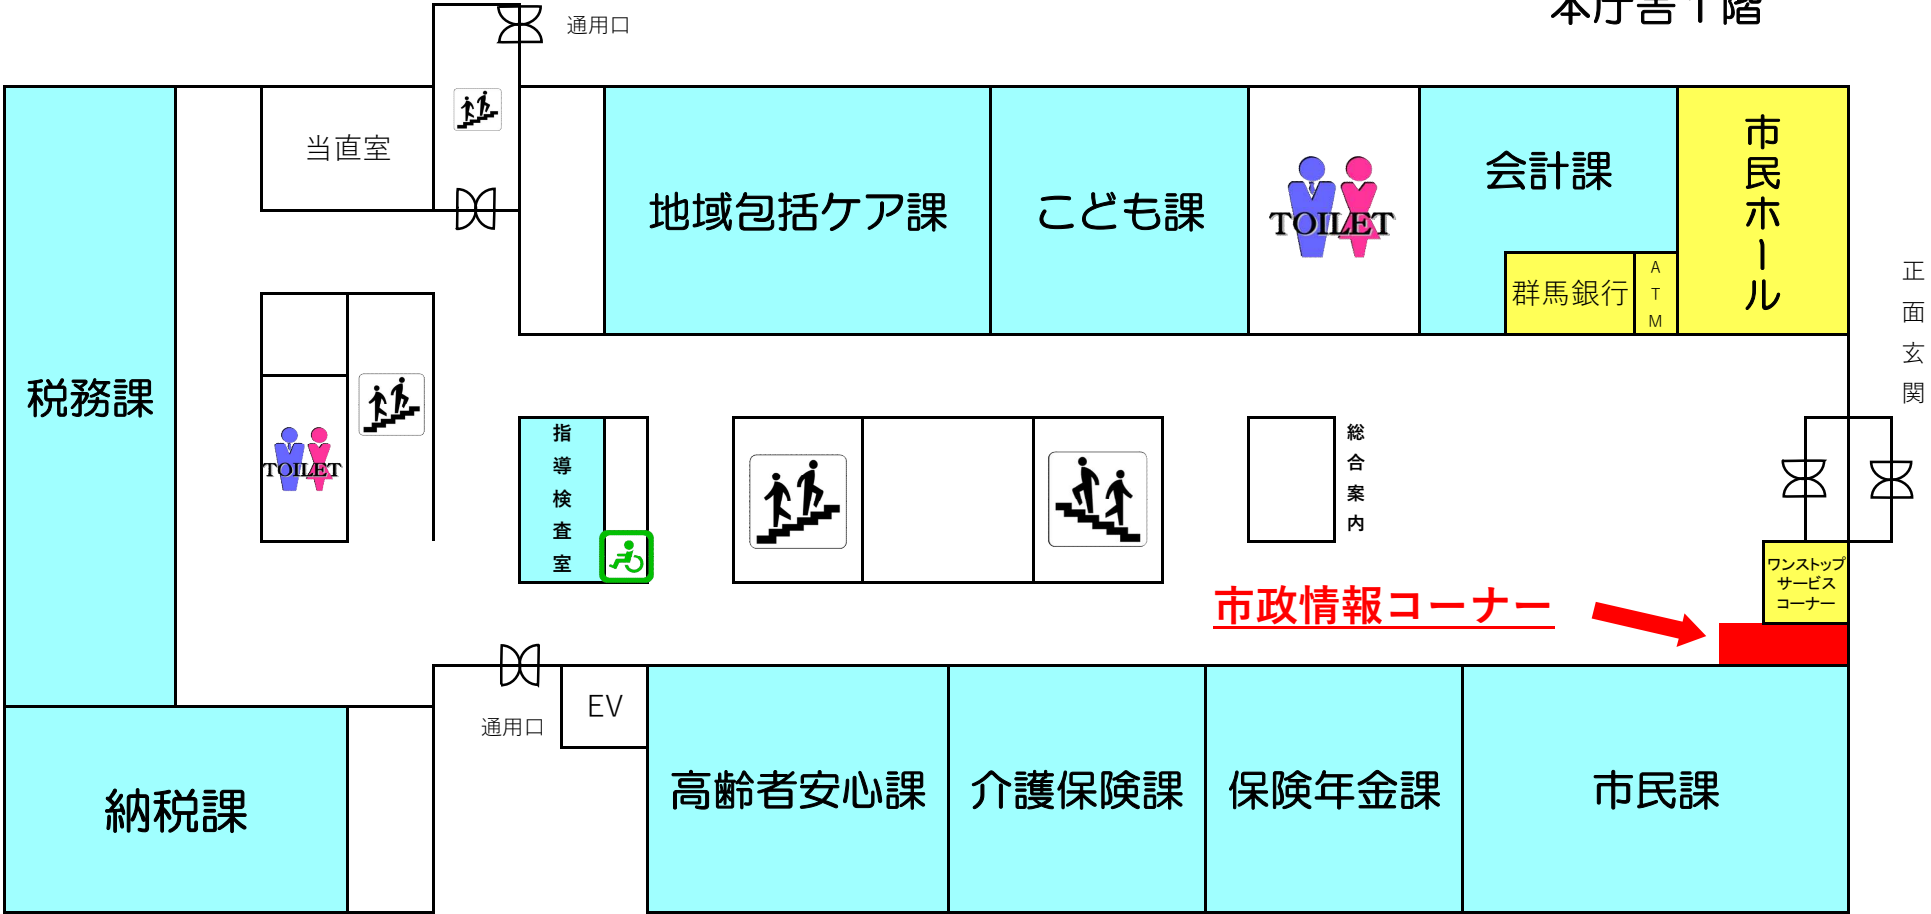 本庁舎1階
通用口
当直室
地域包括ケア課
こども課
TOILET
会計課
市民ホール
群馬銀行
ATM
正面玄関
税務課
TOILET
指導検査室
総合案内
ワンストップ
サービス
コーナー
市政情報コーナー
通用口
EV
納税課
高齢者安心課
介護保険課
保険年金課
市民課